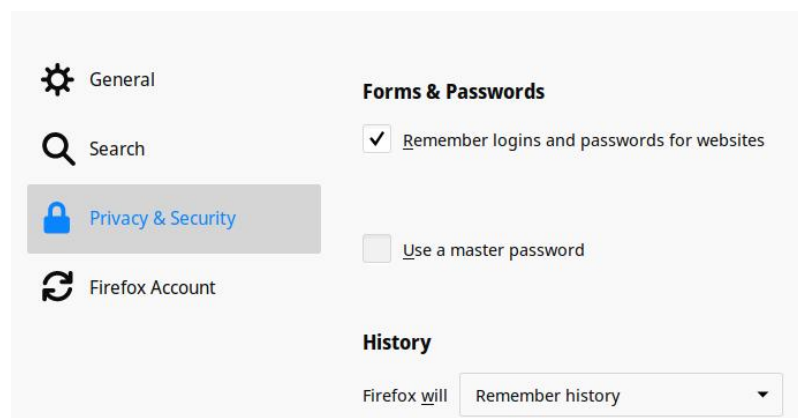 General
Search
Privacy & Security
Firefox Account
Forms & Passwords
Remember logins and passwords for websites
Use a master password
History
Firefox will Remember history